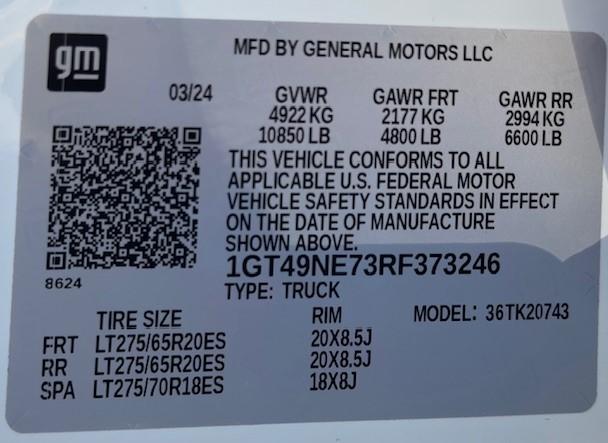 gm
MFD BY GENERAL MOTORS LLC
03/24 GVWR GAWR FRT GAWR RR
4922 KG 2177 KG 2994 KG
10850 LB 4800 LB 6600 LB
THIS VEHICLE CONFORMS TO ALL
APPLICABLE U.S. FEDERAL MOTOR
VEHICLE SAFETY STANDARDS IN EFFECT
ON THE DATE OF MANUFACTURE
SHOWN ABOVE.
1GT49NE73RF373246
8624
TYPE: TRUCK
TIRE SIZE RIM MODEL: 36TK20743
FRT LT275/65R20ES 20X8.5J
RR LT275/65R20ES 20X8.5J
SPA LT275/70R18ES 18X8J